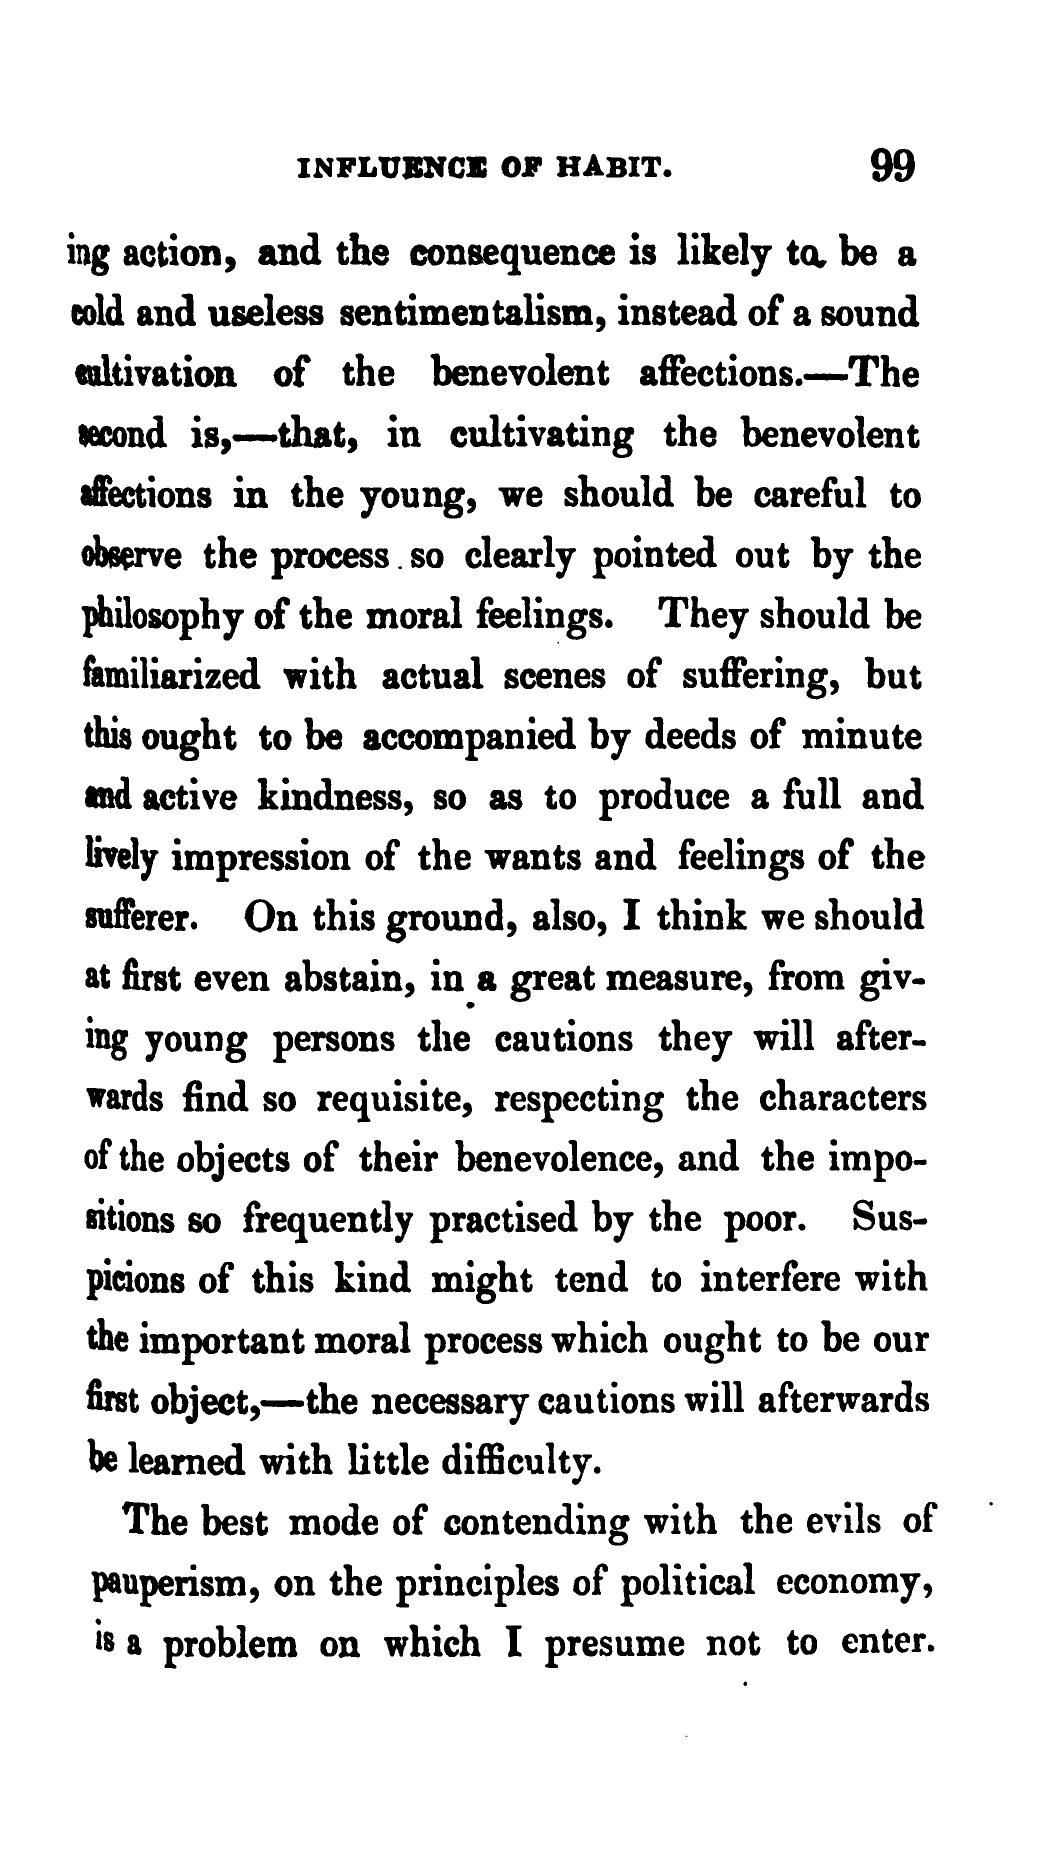 INFLUENCE OF HABIT. 99
ing action, and the consequence is likely to be a
cold and useless sentimentalism, instead of a sound
cultivation of the benevolent affections.—The
second is,—that, in cultivating the benevolent
affections in the young, we should be careful to
observe the process so clearly pointed out by the
philosophy of the moral feelings. They should be
familiarized with actual scenes of suffering, but
this ought to be accompanied by deeds of minute
and active kindness, so as to produce a full and
lively impression of the wants and feelings of the
sufferer. On this ground, also, I think we should
at first even abstain, in a great measure, from giv-
ing young persons the cautions they will after-
wards find so requisite, respecting the characters
of the objects of their benevolence, and the impo-
sitions so frequently practised by the poor. Sus-
picions of this kind might tend to interfere with
the important moral process which ought to be our
first object,—the necessary cautions will afterwards
be learned with little difficulty.
The best mode of contending with the evils of
pauperism, on the principles of political economy,
is a problem on which I presume not to enter.